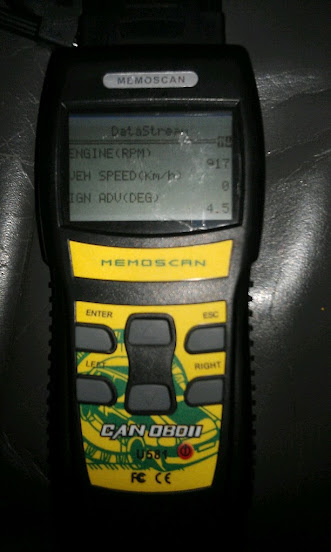 MEMOSCAN
DataStream
ENGINE(RPM)
917
VEH SPEED(Km/h)
0
IGN ADV(DEG)
4.5
MEMOSCAN
ENTER ESC
LEFT RIGHT
CAN OBDII
U581
FC CE